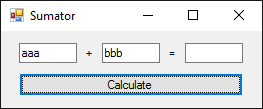 Sumator
aaa + bbb =
Calculate